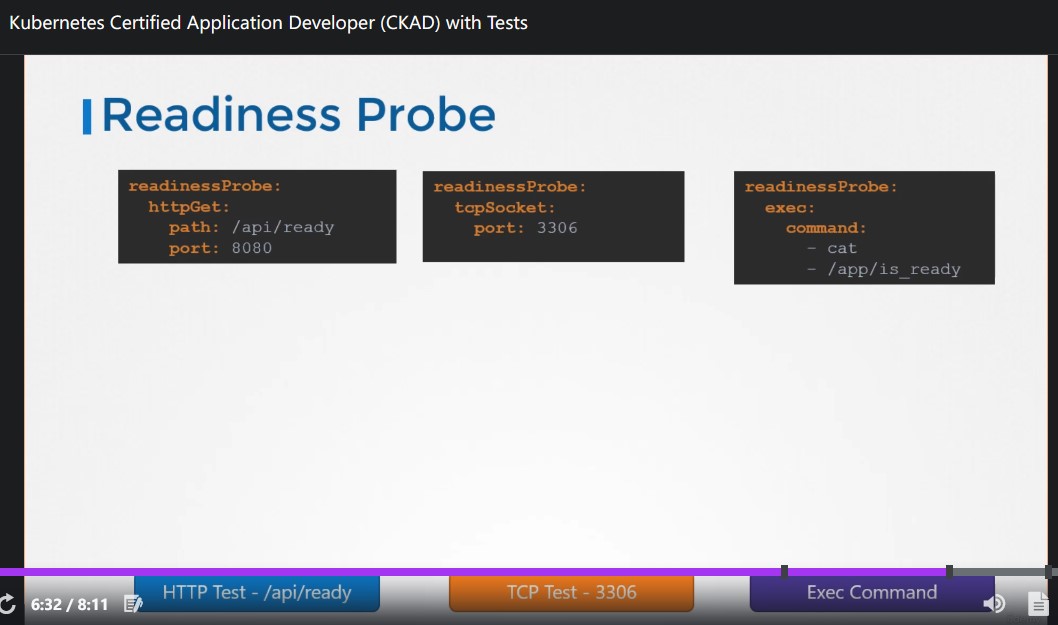 Kubernetes Certified Application Developer (CKAD) with Tests
Readiness Probe
readinessProbe:
httpGet:
path: /api/ready
port: 8080
readinessProbe:
tcpSocket:
port: 3306
readinessProbe:
exec:
command:
- cat
- /app/is_ready
HTTP Test - /api/ready
TCP Test - 3306
Exec Command
6:32 / 8:11